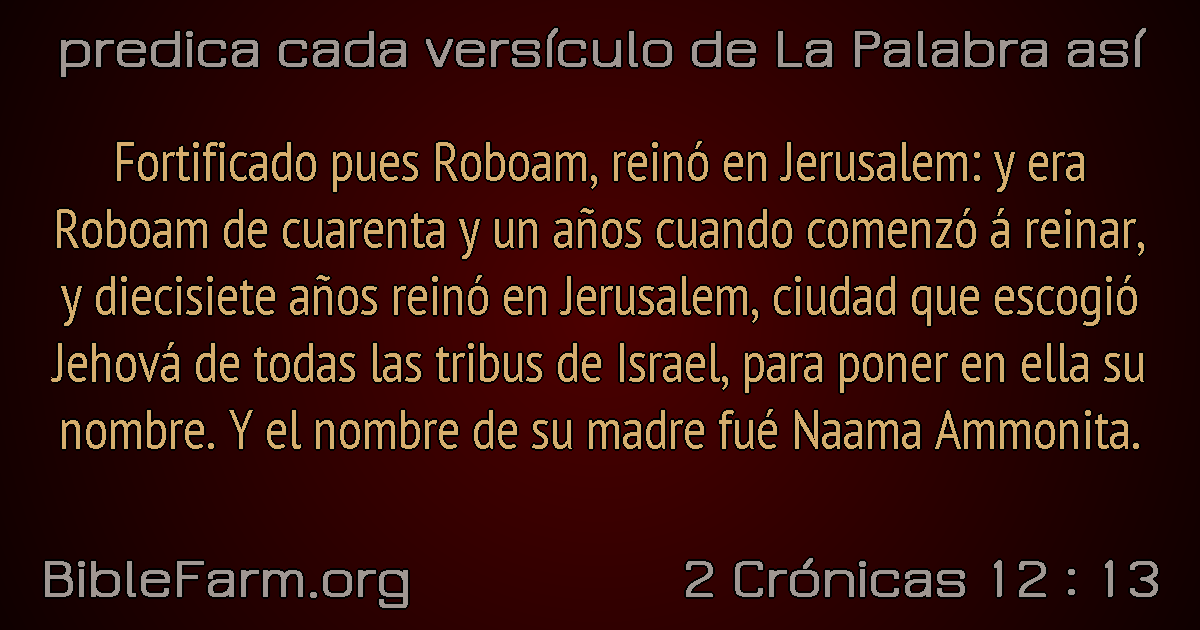 predica cada versículo de La Palabra así
Fortificado pues Roboam, reinó en Jerusalem: y era
Roboam de cuarenta y un años cuando comenzó á reinar,
y diecisiete años reinó en Jerusalem, ciudad que escogió
Jehová de todas las tribus de Israel, para poner en ella su
nombre. Y el nombre de su madre fué Naama Ammonita.
BibleFarm.org
2 Crónicas 12 : 13